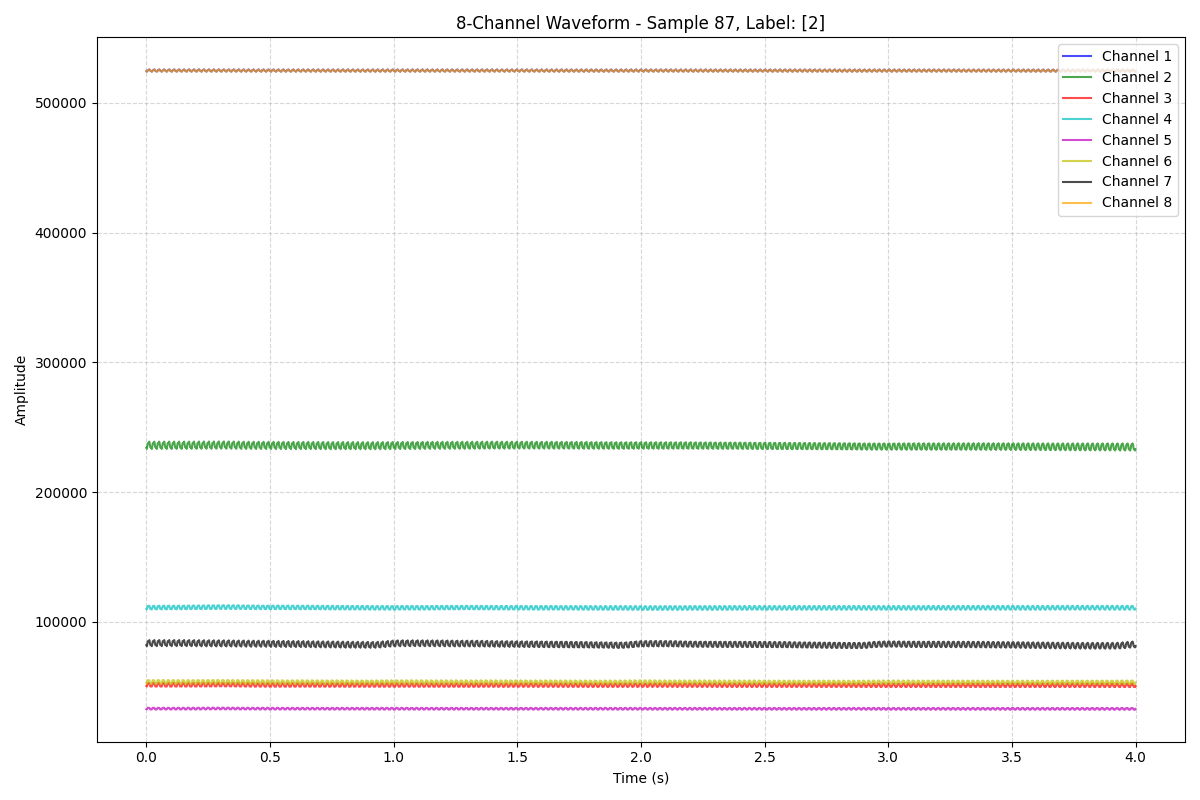 8-Channel Waveform - Sample 87, Label: [2]
Channel 1
Channel 2
Channel 3
Channel 4
Channel 5
Channel 6
Channel 7
Channel 8
500000
400000
300000
200000
100000
Amplitude
0.0 0.5 1.0 1.5 2.0 2.5 3.0 3.5 4.0
Time (s)